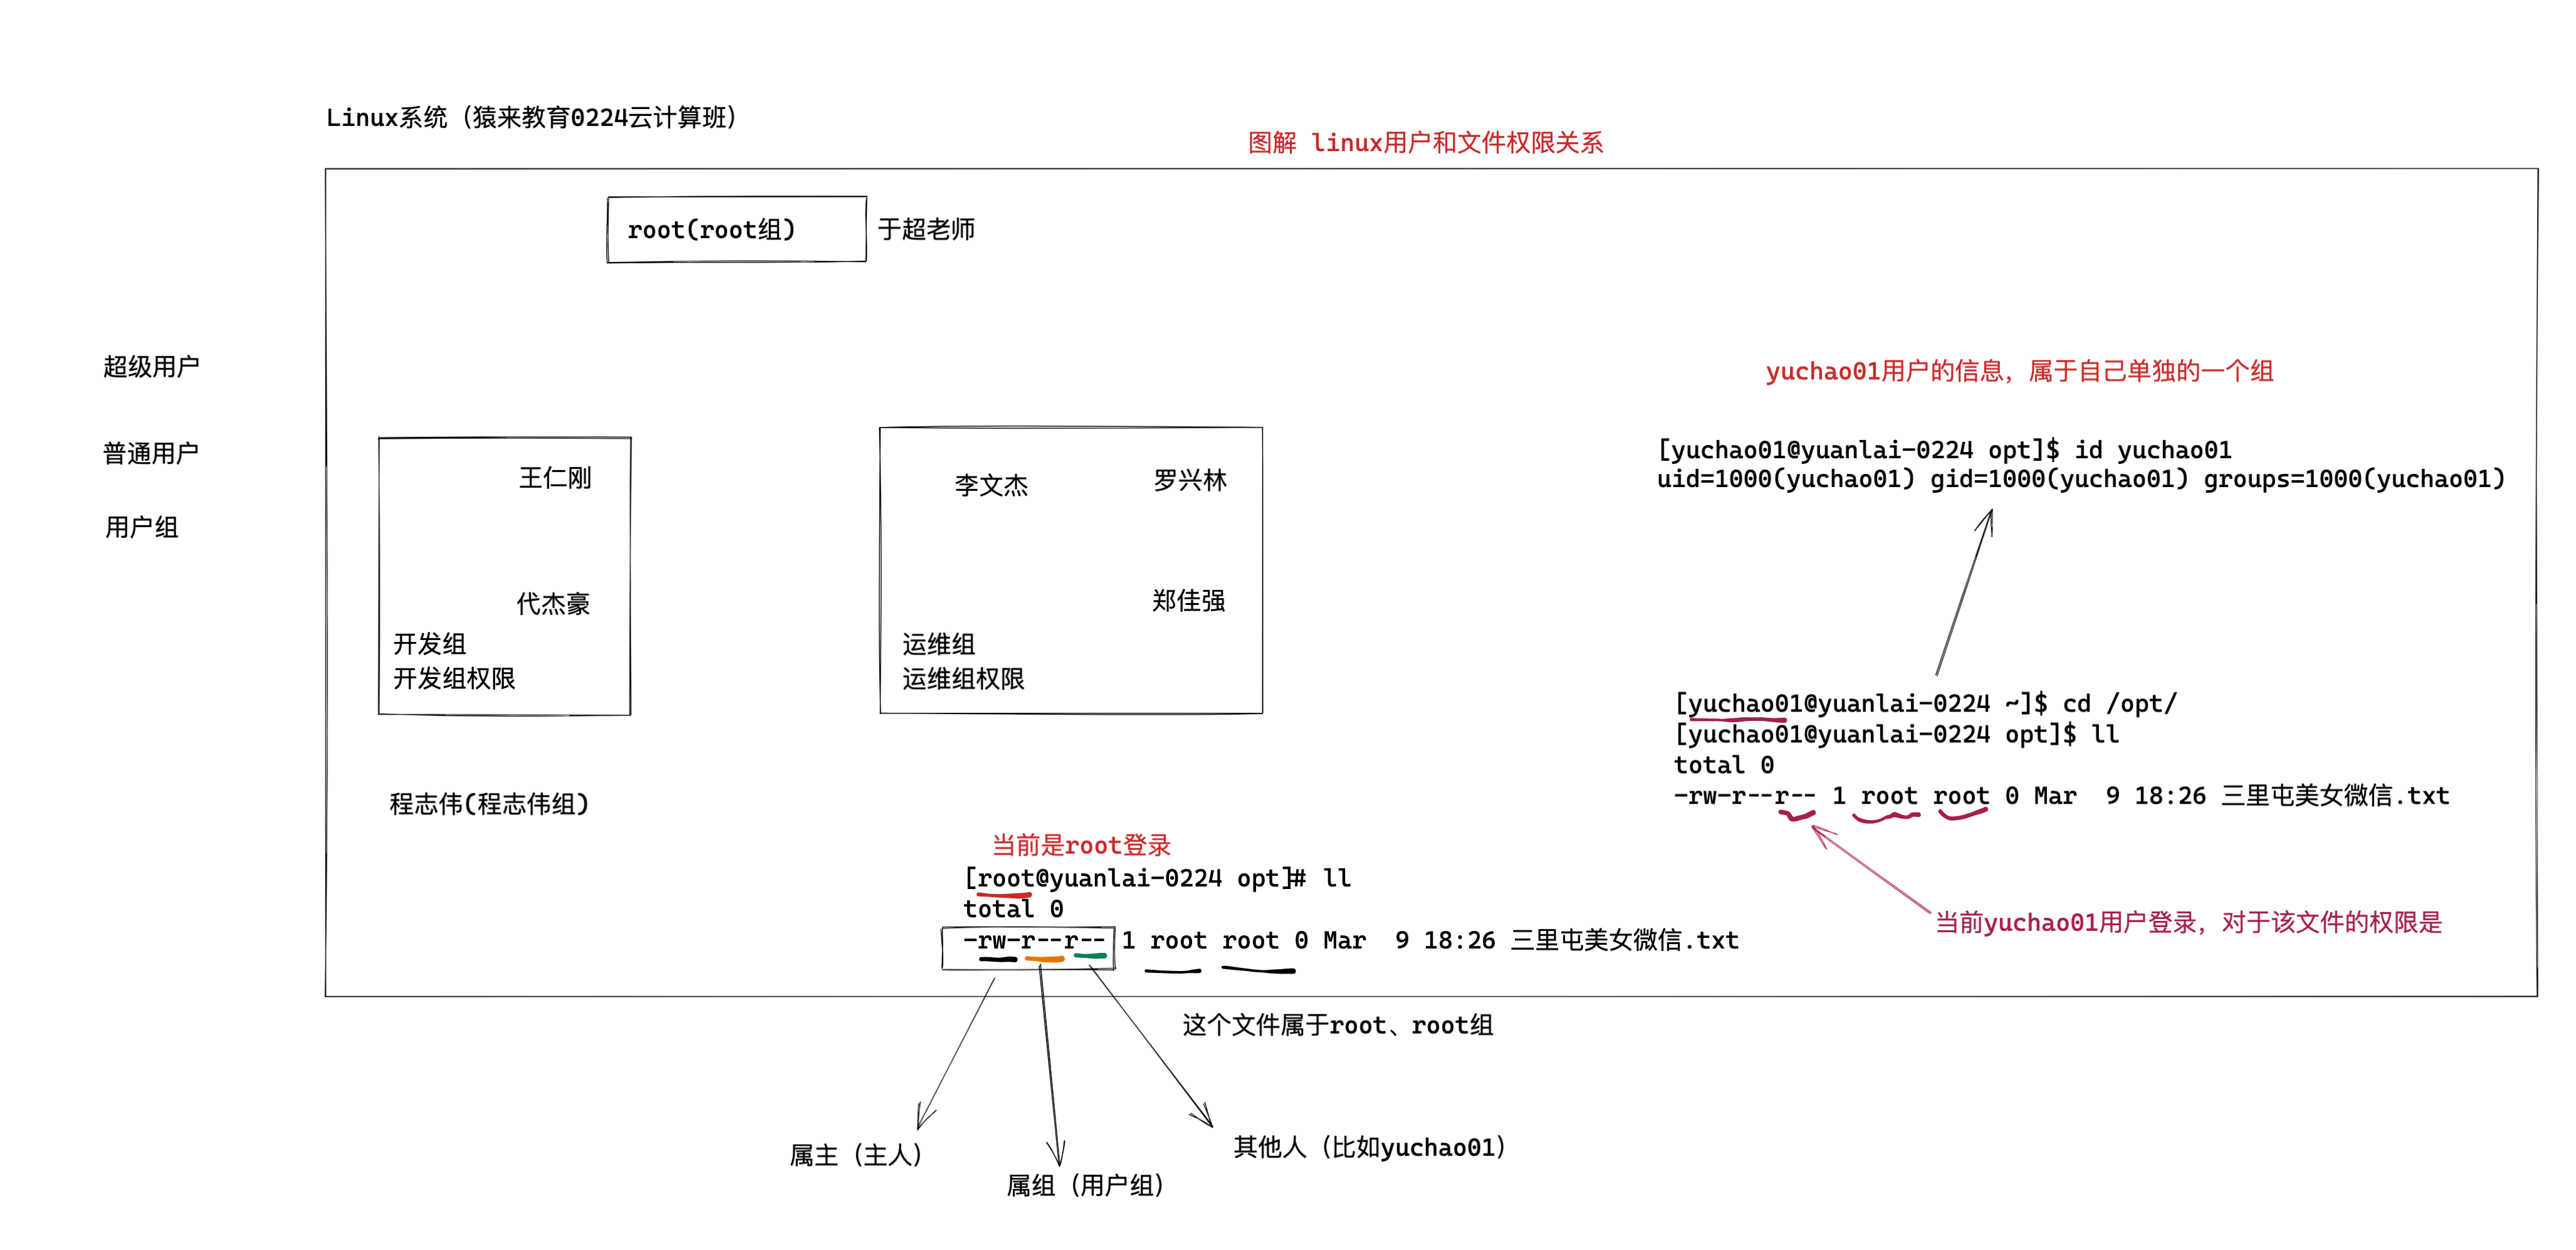 Linux系统（猿来教育0224云计算班）
图解 linux用户和文件权限关系
root(root组)
于超老师
超级用户
普通用户
用户组
王仁刚
代杰豪
开发组
开发组权限
李文杰
罗兴林
郑佳强
运维组
运维组权限
程志伟(程志伟组)
yuchao01用户的信息，属于自己单独的一个组
[yuchao01@yuanlai-0224 opt]$ id yuchao01
uid=1000(yuchao01) gid=1000(yuchao01) groups=1000(yuchao01)
[yuchao01@yuanlai-0224 ~]$ cd /opt/
[yuchao01@yuanlai-0224 opt]$ ll
total 0
-rw-r--r-- 1 root root 0 Mar  9 18:26 三里屯美女微信.txt
当前yuchao01用户登录，对于该文件的权限是
当前是root登录
[root@yuanlai-0224 opt]# ll
total 0
-rw-r--r-- 1 root root 0 Mar  9 18:26 三里屯美女微信.txt
这个文件属于root、root组
属主（主人）
属组（用户组）
其他人（比如yuchao01）